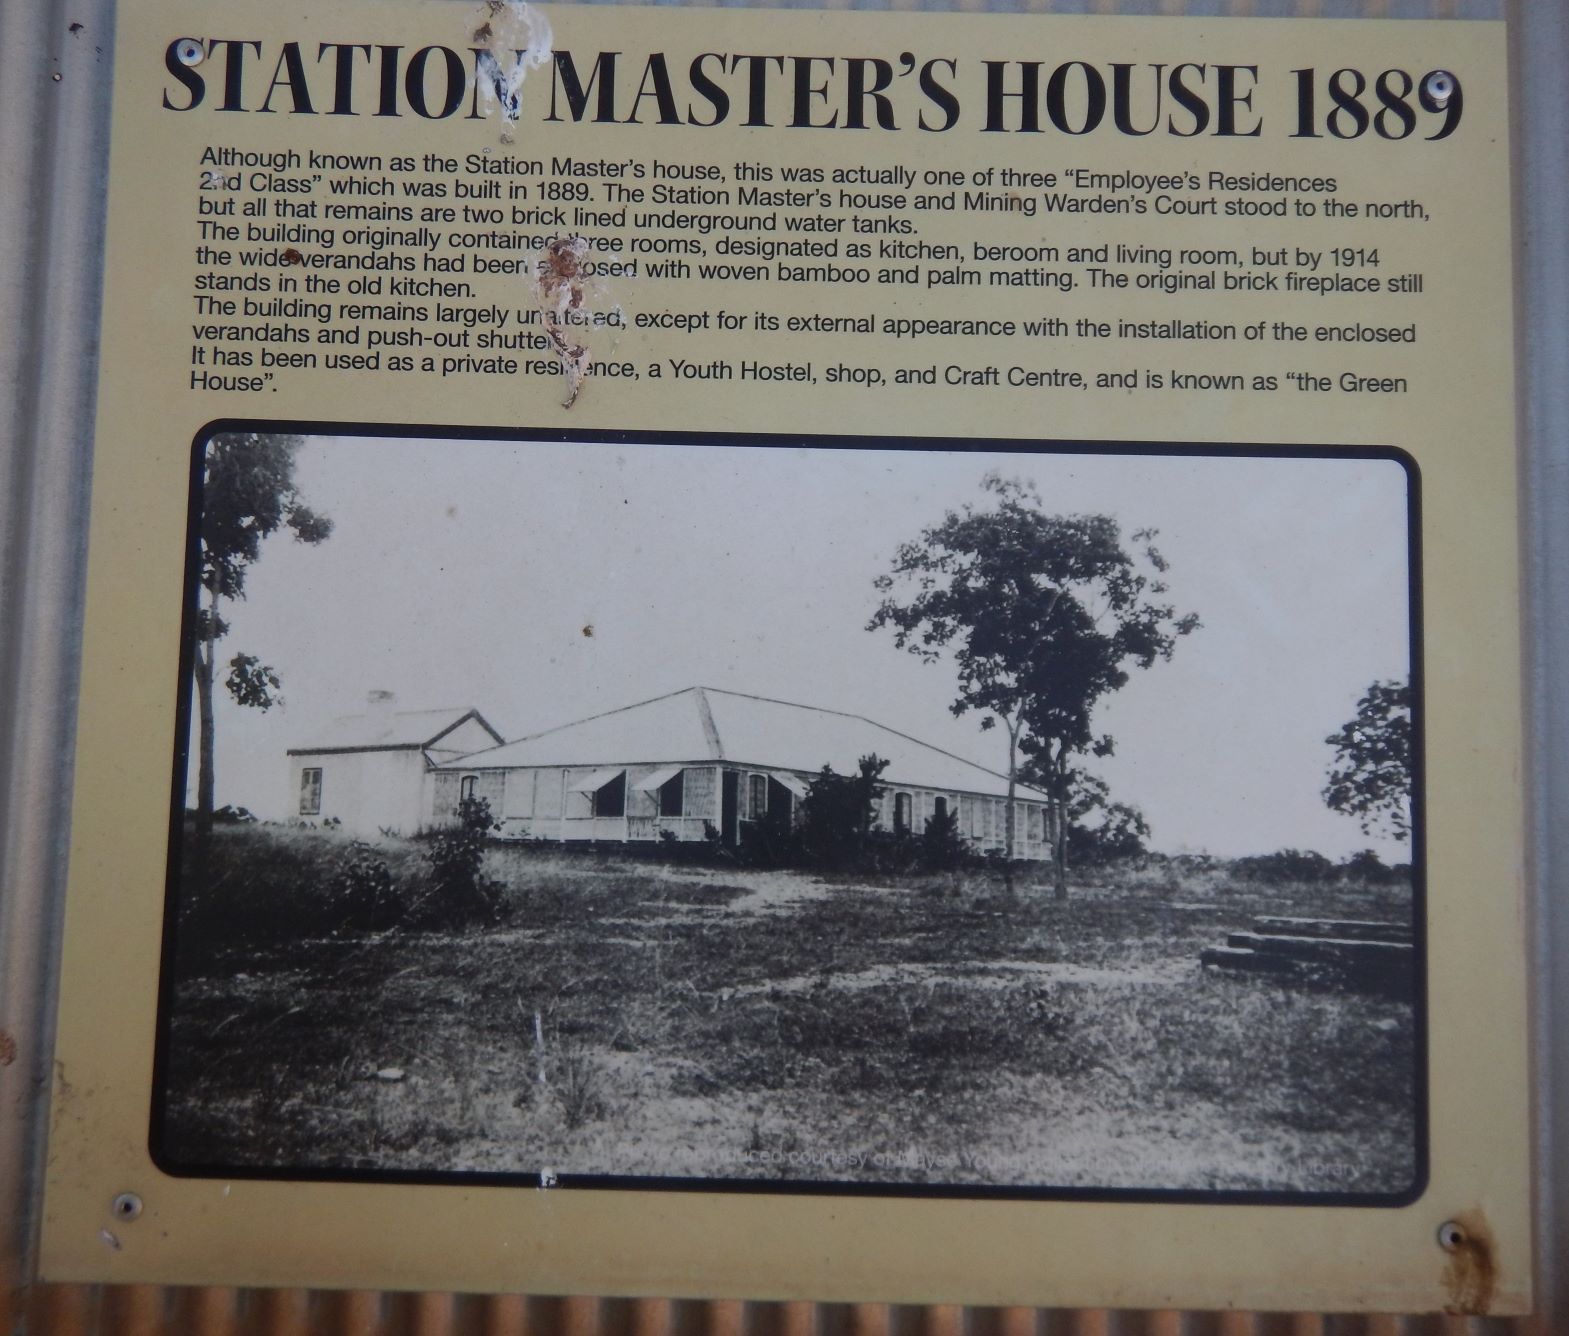 STATION MASTER'S HOUSE 1889
Although known as the Station Master's house, this was actually one of three “Employee's Residences
2nd Class” which was built in 1889. The Station Master's house and Mining Warden's Court stood to the north,
but all that remains are two brick lined underground water tanks.
The building originally contained three rooms, designated as kitchen, beroom and living room, but by 1914
the wide verandahs had been enclosed with woven bamboo and palm matting. The original brick fireplace still
stands in the old kitchen.
The building remains largely unaltered, except for its external appearance with the installation of the enclosed
verandahs and push-out shutters.
It has been used as a private residence, a Youth Hostel, shop, and Craft Centre, and is known as “the Green
House”.
courtesy Library